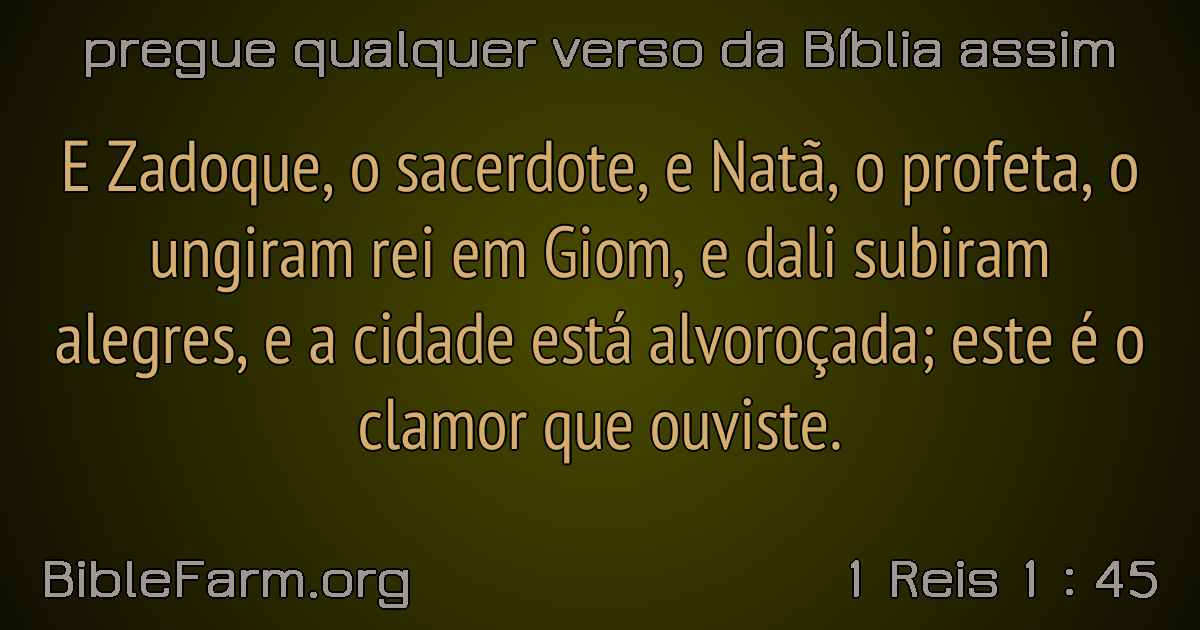 pregue qualquer verso da Bíblia assim
E Zadoque, o sacerdote, e Natã, o profeta, o
ungiram rei em Giom, e dali subiram
alegres, e a cidade está alvoroçada; este é o
clamor que ouviste.
BibleFarm.org
1 Reis 1 : 45